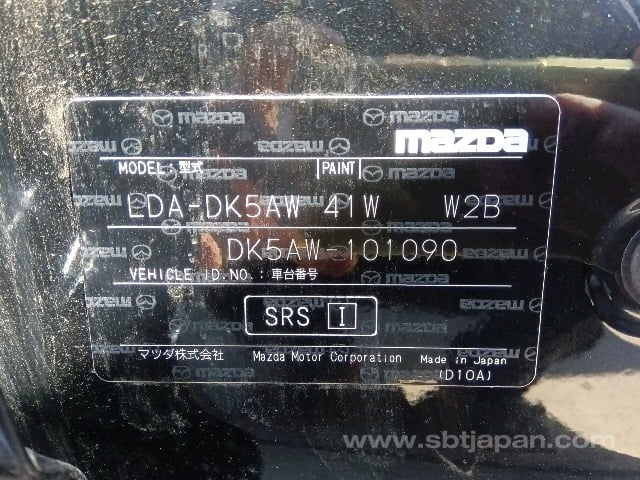 mazda
MODEL:型式 PAINT
LDA-DK5AW 41W W2B
DK5AW-101090
VEHICLE ID.NO.:車台番号
SRS I
マツダ株式会社 Mazda Motor Corporation Made in Japan
(D10A)
www.sbtjapan.com